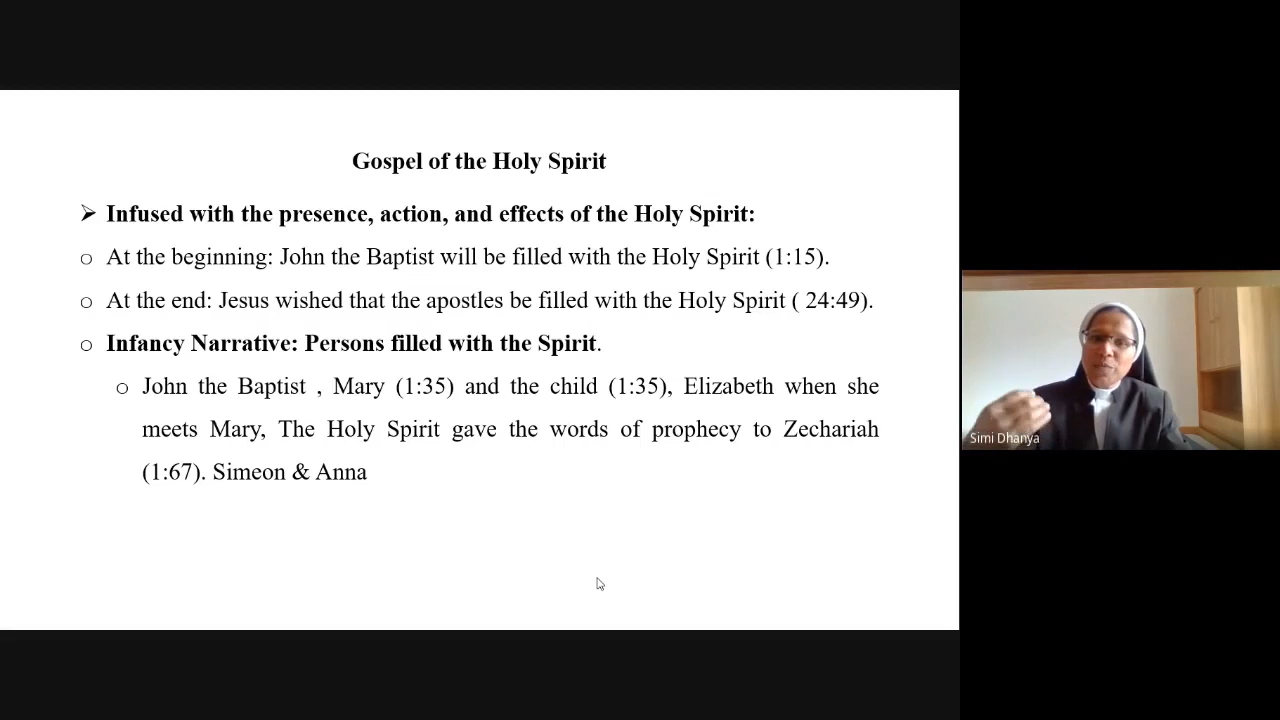 Gospel of the Holy Spirit
➢ Infused with the presence, action, and effects of the Holy Spirit:
o At the beginning: John the Baptist will be filled with the Holy Spirit (1:15).
o At the end: Jesus wished that the apostles be filled with the Holy Spirit ( 24:49).
o Infancy Narrative: Persons filled with the Spirit.
o John the Baptist , Mary (1:35) and the child (1:35), Elizabeth when she
meets Mary, The Holy Spirit gave the words of prophecy to Zechariah
(1:67). Simeon & Anna
Simi Dhanya